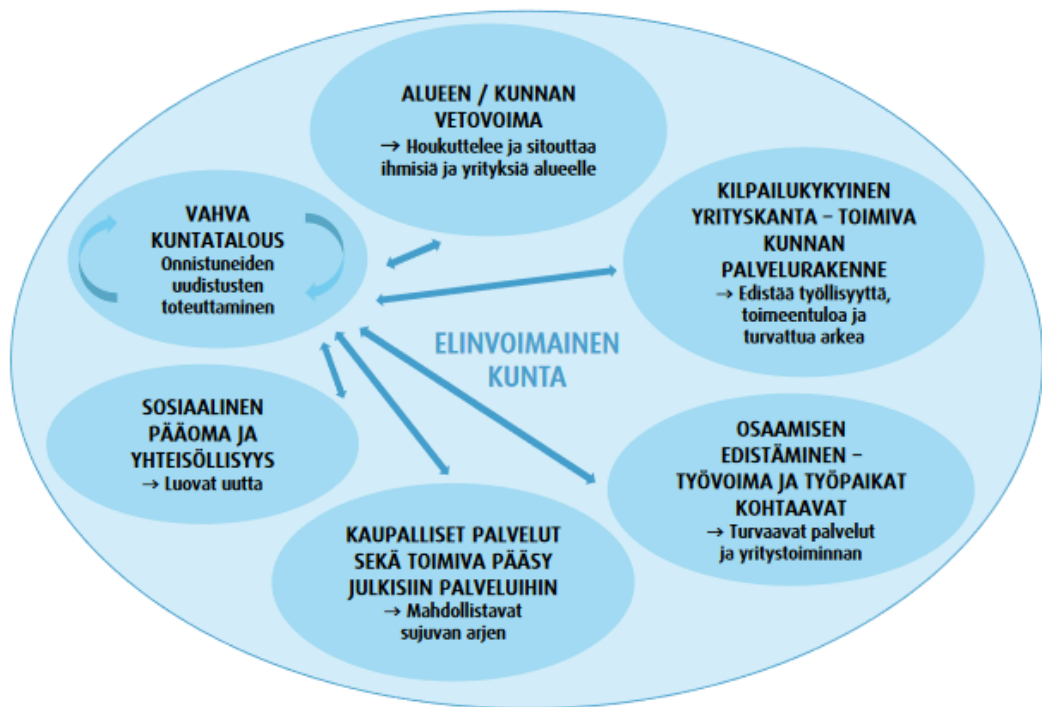 ALUEEN / KUNNAN
VETOVOIMA
→ Houkuttelee ja sitouttaa
ihmisiä ja yrityksiä alueelle
KILPAILUKYKYINEN
YRITYSKANTA – TOIMIVA
KUNNAN
PALVELURAKENNE
→ Edistää työllisyyttä,
toimeentuloa ja
turvattua arkea
VAHVA
KUNTATALOUS
Onnistuneiden
uudistusten
toteuttaminen
ELINVOIMAINEN
KUNTA
SOSIAALINEN
PÄÄOMA JA
YHTEISÖLLISYYS
→ Luovat uutta
OSAAMISEN
EDISTÄMINEN –
TYÖVOIMA JA TYÖPAIKAT
KOHTAAVAT
→ Turvaavat palvelut
ja yritystoiminnan
KAUPALLISET PALVELUT
SEKÄ TOIMIVA PÄÄSY
JULKISIIN PALVELUIHIN
→ Mahdollistavat
sujuvan arjen